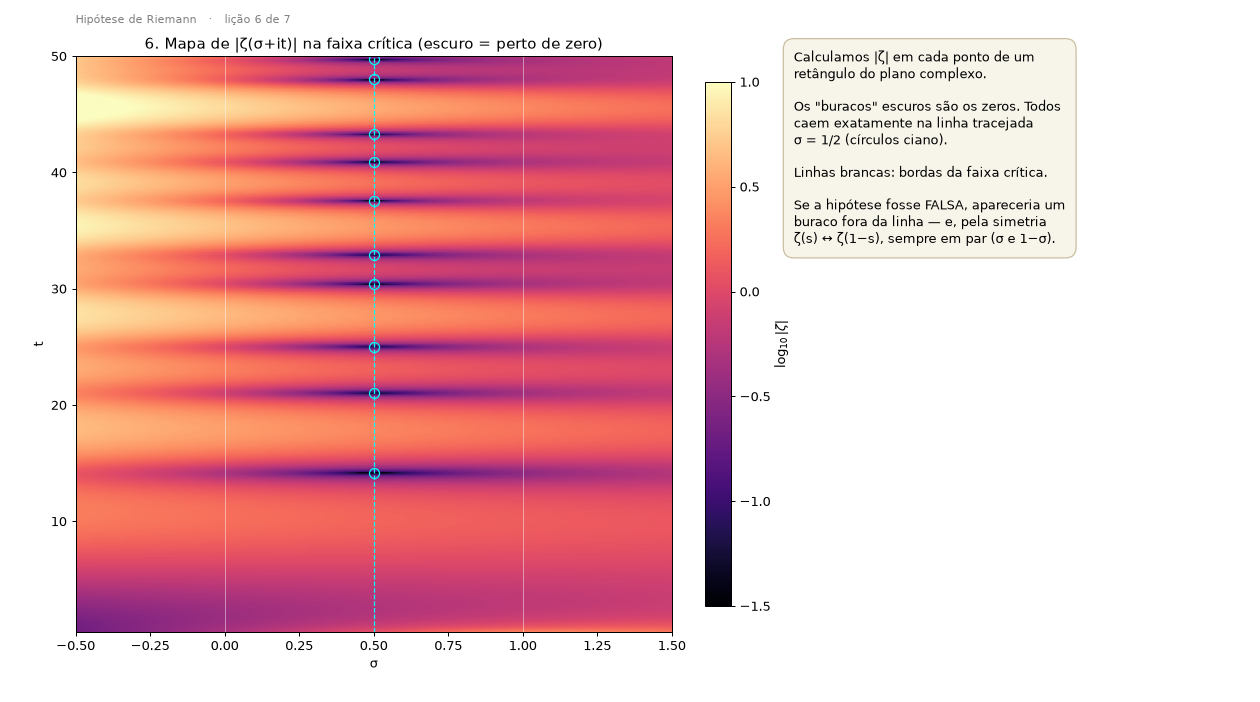 Hipótese de Riemann · lição 6 de 7
6. Mapa de |ζ(σ+it)| na faixa crítica (escuro = perto de zero)
50
40
30
20
10
t
−0.50
−0.25
0.00
0.25
0.50
0.75
1.00
1.25
1.50
σ
1.0
0.5
0.0
−0.5
−1.0
−1.5
log₁₀|ζ|
Calculamos |ζ| em cada ponto de um
retângulo do plano complexo.
Os "buracos" escuros são os zeros. Todos
caem exatamente na linha tracejada
σ = 1/2 (círculos ciano).
Linhas brancas: bordas da faixa crítica.
Se a hipótese fosse FALSA, apareceria um
buraco fora da linha — e, pela simetria
ζ(s) ↔ ζ(1−s), sempre em par (σ e 1−σ).